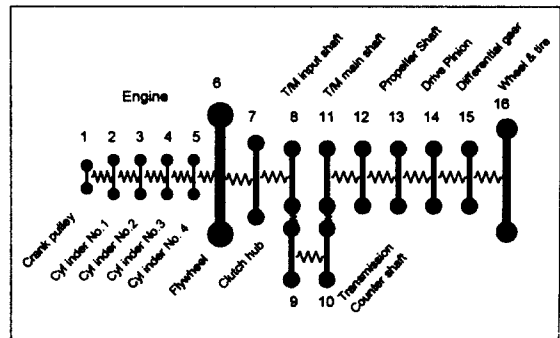 Engine
1
2
3
4
5
6
7
8
11
12
13
14
15
16
9
10
T/M input shaft
T/M main shaft
Propeller Shaft
Drive Pinion
Differential gear
Wheel & tire
Crank pulley
Cyl inder No.1
Cyl inder No.2
Cyl inder No.3
Cyl inder No. 4
Flywheel
Clutch hub
Transmission
Counter shaft